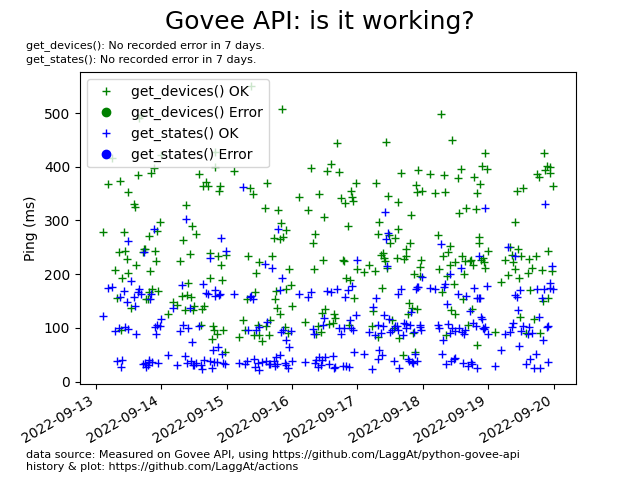 Govee API: is it working?
get_devices(): No recorded error in 7 days.
get_states(): No recorded error in 7 days.
get_devices() OK
get_devices() Error
get_states() OK
get_states() Error
Ping (ms)
500
400
300
200
100
0
2022-09-13
2022-09-14
2022-09-15
2022-09-16
2022-09-17
2022-09-18
2022-09-19
2022-09-20
data source: Measured on Govee API, using https://github.com/LaggAt/python-govee-api
history & plot: https://github.com/LaggAt/actions